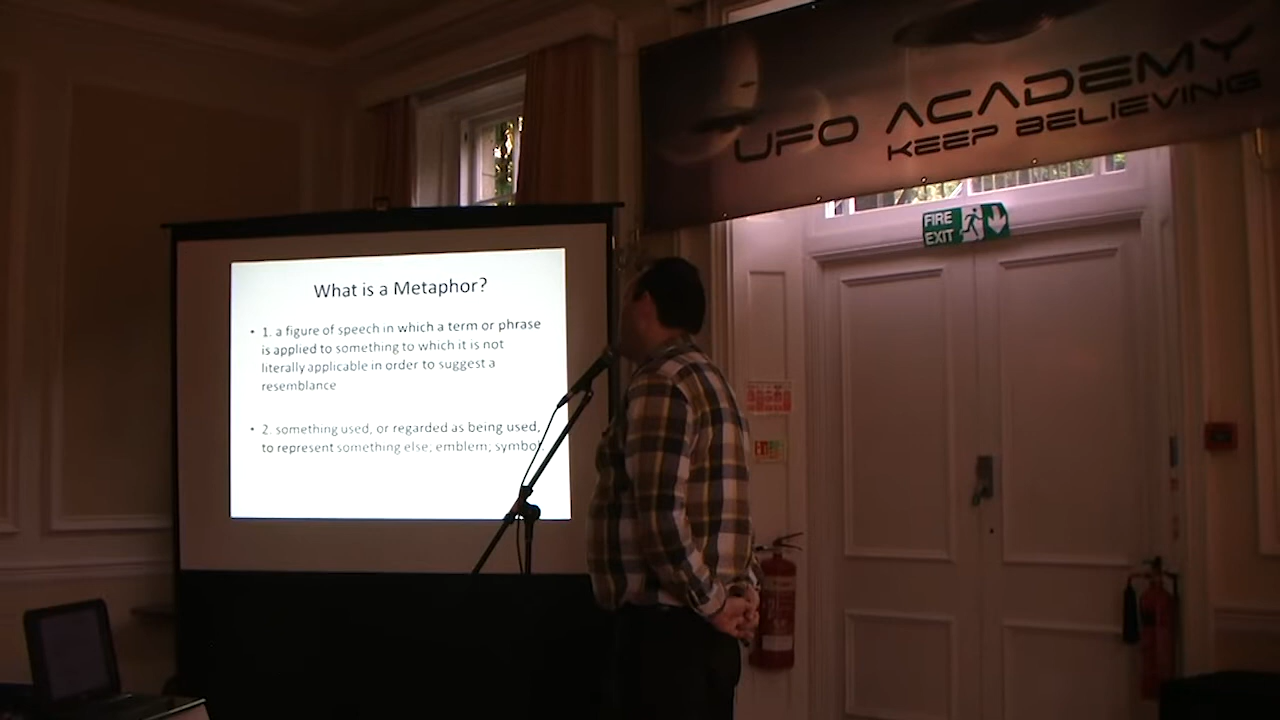 UFO ACADEMY
KEEP BELIEVING
FIRE
EXIT
What is a Metaphor?
• 1. a figure of speech in which a term or phrase
is applied to something to which it is not
literally applicable in order to suggest a
resemblance
• 2. something used, or regarded as being used,
to represent something else; emblem; symbol.